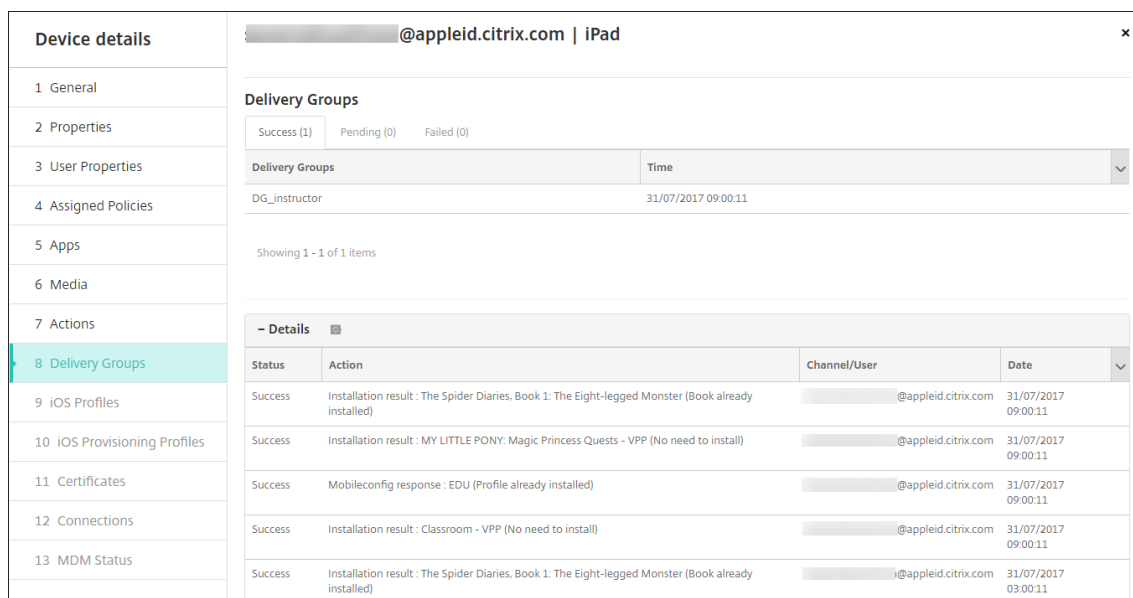 Device details
@appleid.citrix.com | iPad
×
1 General
2 Properties
3 User Properties
4 Assigned Policies
5 Apps
6 Media
7 Actions
8 Delivery Groups
9 iOS Profiles
10 iOS Provisioning Profiles
11 Certificates
12 Connections
13 MDM Status
Delivery Groups
Success (1) Pending (0) Failed (0)
Delivery Groups Time
DG_instructor 31/07/2017 09:00:11
Showing 1 - 1 of 1 items
– Details
Status Action Channel/User Date
Success Installation result : The Spider Diaries, Book 1: The Eight-legged Monster (Book already @appleid.citrix.com 31/07/2017
installed) 09:00:11
Success Installation result : MY LITTLE PONY: Magic Princess Quests - VPP (No need to install) @appleid.citrix.com 31/07/2017
09:00:11
Success Mobileconfig response : EDU (Profile already installed) @appleid.citrix.com 31/07/2017
09:00:11
Success Installation result : Classroom - VPP (No need to install) @appleid.citrix.com 31/07/2017
09:00:11
Success Installation result : The Spider Diaries, Book 1: The Eight-legged Monster (Book already @appleid.citrix.com 31/07/2017
installed) 03:00:11